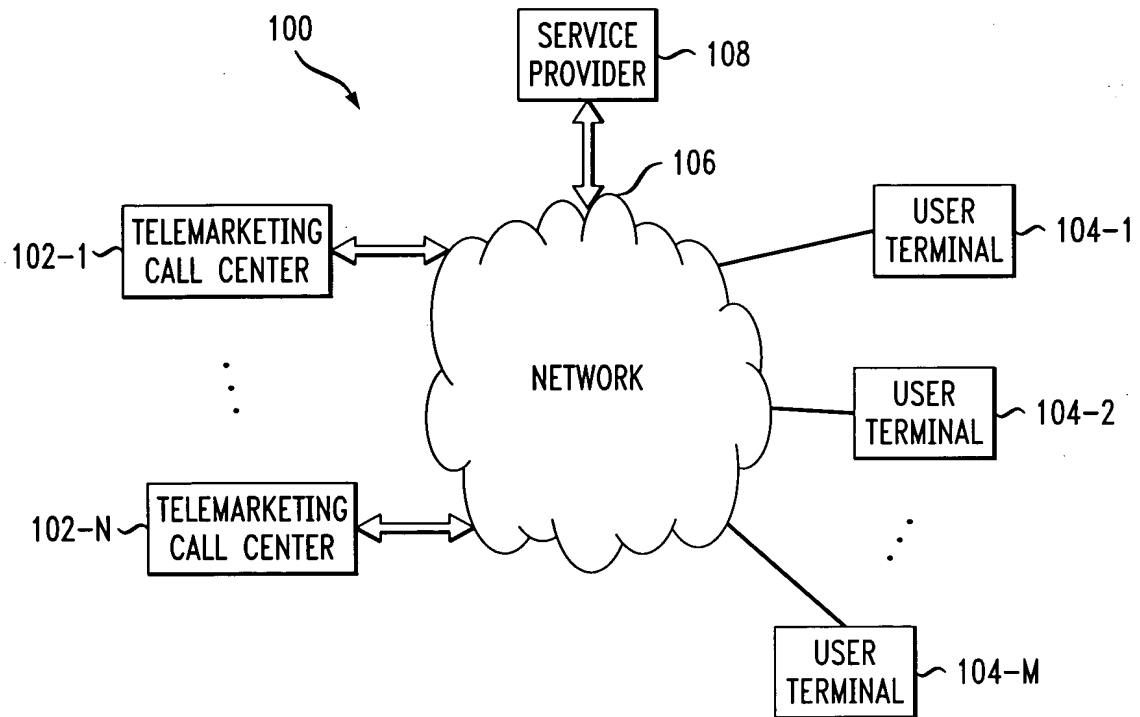 100
SERVICE
PROVIDER
108
106
102-1
TELEMARKETING
CALL CENTER
USER
TERMINAL
104-1
NETWORK
USER
TERMINAL
104-2
102-N
TELEMARKETING
CALL CENTER
USER
TERMINAL
104-M